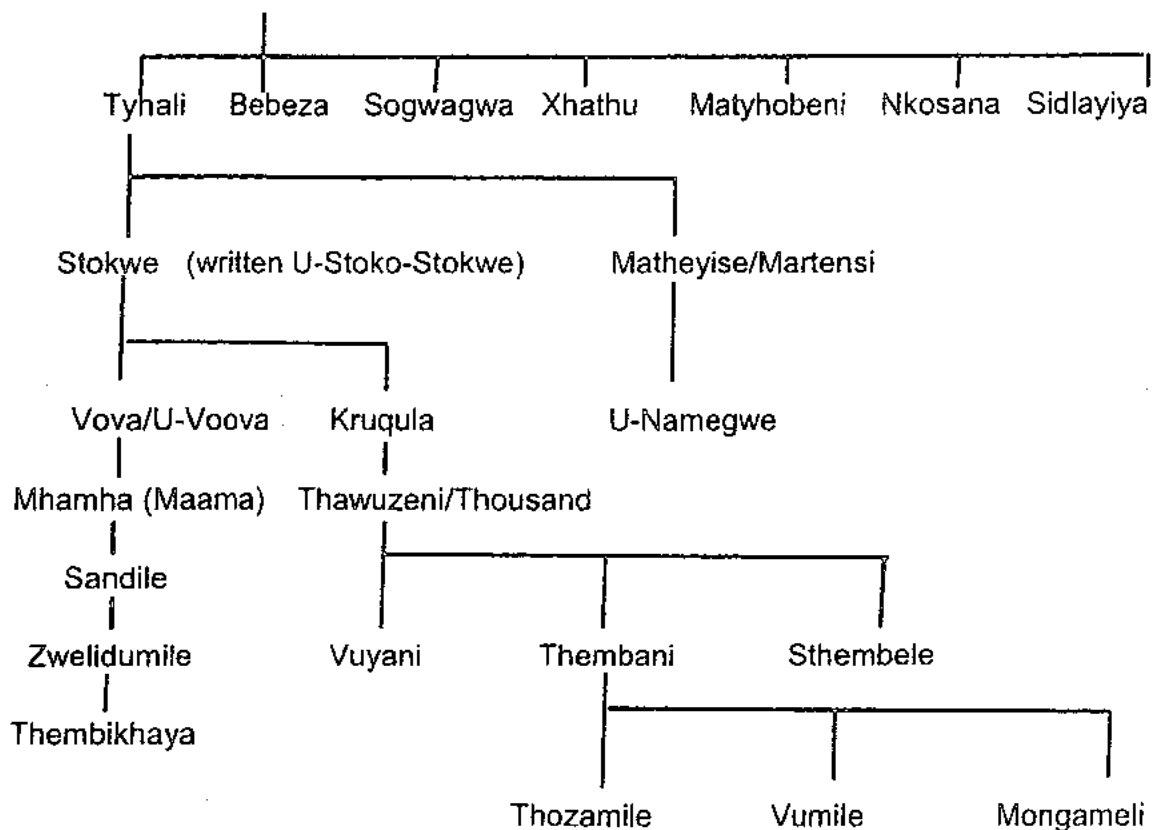 Tyhali Bebeza Sogwagwa Xhathu Matyhobeni Nkosana Sidlayiya
Stokwe (written U-Stoko-Stokwe) Matheyise/Martensi
Vova/U-Voova Kruqula U-Namegwe
Mhamha (Maama) Thawuzeni/Thousand
Sandile
Zwelidumile Vuyani Thembani Sthembele
Thembikhaya
Thozamile Vumile Mongameli